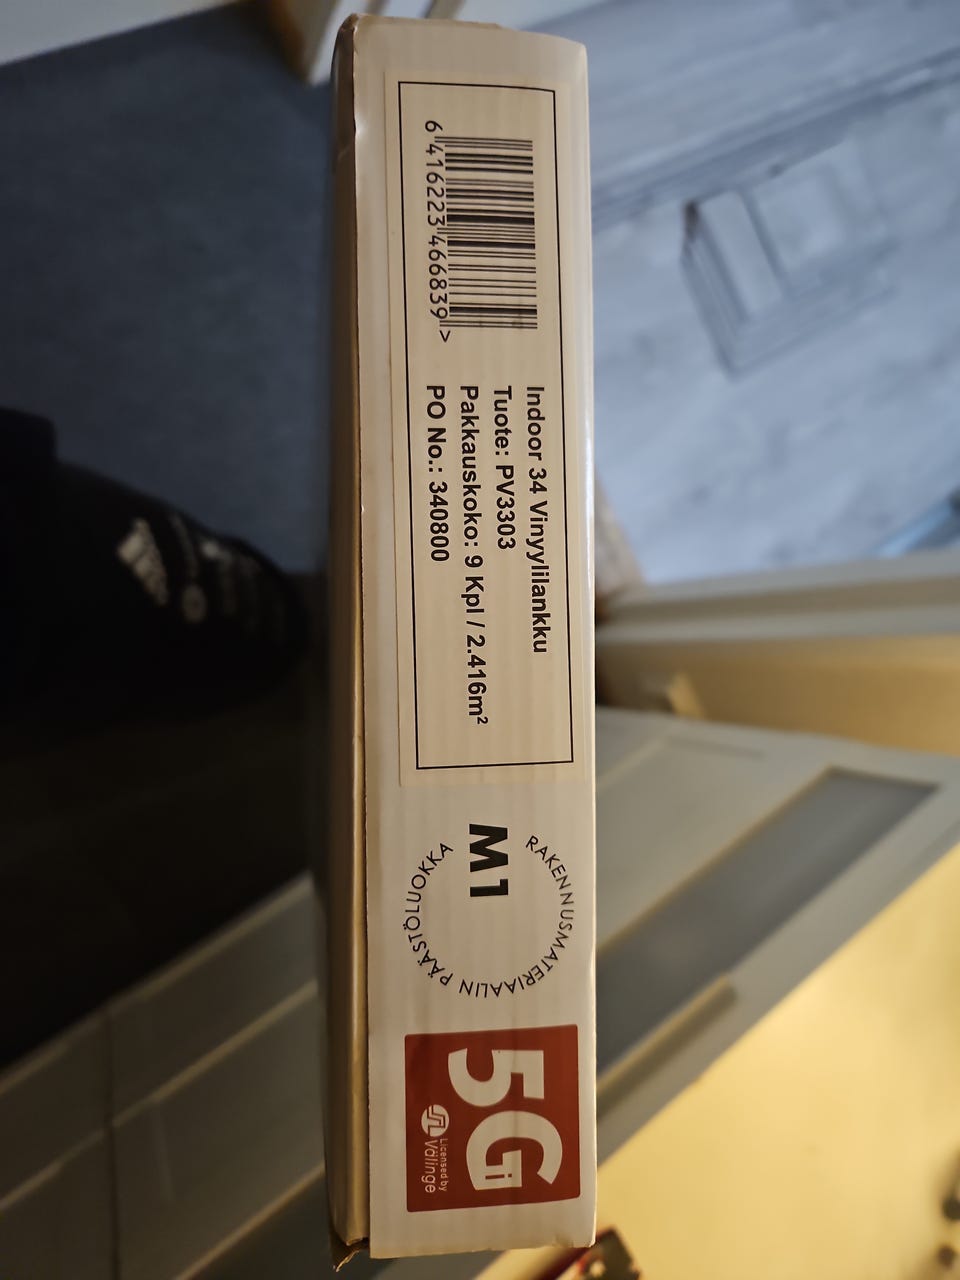 6 416223 466839 >
Indoor 34 Vinyylilankku
Tuote: PV3303
Pakkauskoko: 9 Kpl / 2.416m²
PO No.: 340800
M1
RAKENNUSMATERIAALIN PÄÄSTÖLUOKKA
5Gi
Licensed by
Välinge